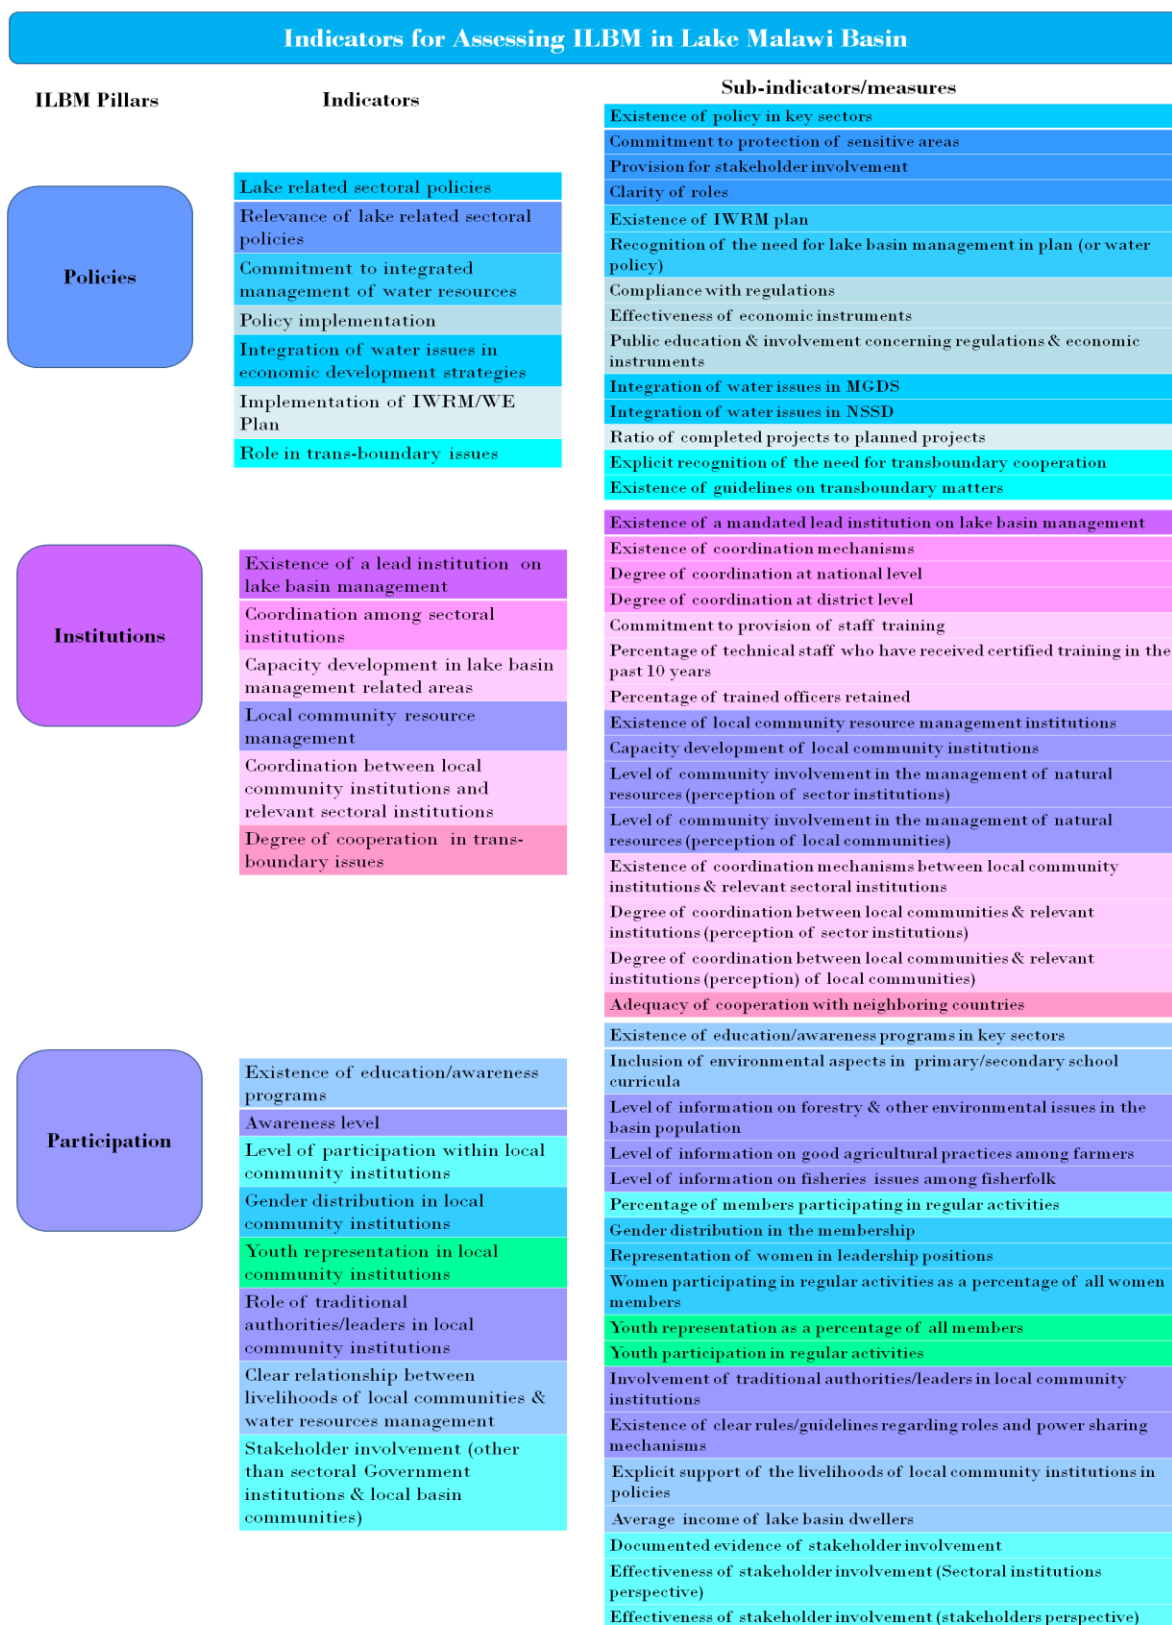 Indicators for Assessing ILBM in Lake Malawi Basin
ILBM Pillars
Indicators
Sub-indicators/measures
Policies
Lake related sectoral policies
Relevance of lake related sectoral
policies
Commitment to integrated
management of water resources
Policy implementation
Integration of water issues in
economic development strategies
Implementation of IWRM/WE
Plan
Role in trans-boundary issues
Existence of policy in key sectors
Commitment to protection of sensitive areas
Provision for stakeholder involvement
Clarity of roles
Existence of IWRM plan
Recognition of the need for lake basin management in plan (or water
policy)
Compliance with regulations
Effectiveness of economic instruments
Public education & involvement concerning regulations & economic
instruments
Integration of water issues in MGDS
Integration of water issues in NSSD
Ratio of completed projects to planned projects
Explicit recognition of the need for transboundary cooperation
Existence of guidelines on transboundary matters
Institutions
Existence of a lead institution on
lake basin management
Coordination among sectoral
institutions
Capacity development in lake basin
management related areas
Local community resource
management
Coordination between local
community institutions and
relevant sectoral institutions
Degree of cooperation in trans-
boundary issues
Existence of a mandated lead institution on lake basin management
Existence of coordination mechanisms
Degree of coordination at national level
Degree of coordination at district level
Commitment to provision of staff training
Percentage of technical staff who have received certified training in the
past 10 years
Percentage of trained officers retained
Existence of local community resource management institutions
Capacity development of local community institutions
Level of community involvement in the management of natural
resources (perception of sector institutions)
Level of community involvement in the management of natural
resources (perception of local communities)
Existence of coordination mechanisms between local community
institutions & relevant sectoral institutions
Degree of coordination between local communities & relevant
institutions (perception of sector institutions)
Degree of coordination between local communities & relevant
institutions (perception) of local communities)
Adequacy of cooperation with neighboring countries
Participation
Existence of education/awareness
programs
Awareness level
Level of participation within local
community institutions
Gender distribution in local
community institutions
Youth representation in local
community institutions
Role of traditional
authorities/leaders in local
community institutions
Clear relationship between
livelihoods of local communities &
water resources management
Stakeholder involvement (other
than sectoral Government
institutions & local basin
communities)
Existence of education/awareness programs in key sectors
Inclusion of environmental aspects in primary/secondary school
curricula
Level of information on forestry & other environmental issues in the
basin population
Level of information on good agricultural practices among farmers
Level of information on fisheries issues among fisherfolk
Percentage of members participating in regular activities
Gender distribution in the membership
Representation of women in leadership positions
Women participating in regular activities as a percentage of all women
members
Youth representation as a percentage of all members
Youth participation in regular activities
Involvement of traditional authorities/leaders in local community
institutions
Existence of clear rules/guidelines regarding roles and power sharing
mechanisms
Explicit support of the livelihoods of local community institutions in
policies
Average income of lake basin dwellers
Documented evidence of stakeholder involvement
Effectiveness of stakeholder involvement (Sectoral institutions
perspective)
Effectiveness of stakeholder involvement (stakeholders perspective)